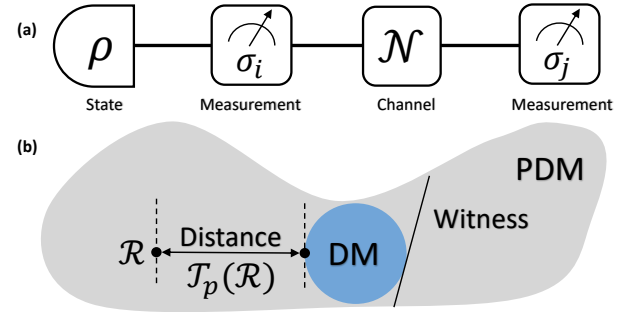 (a)
ρ σ_i 𝒩 σ_j
State Measurement Channel Measurement
(b)
PDM
Witness
Distance
ℛ DM
𝒯_p(ℛ)